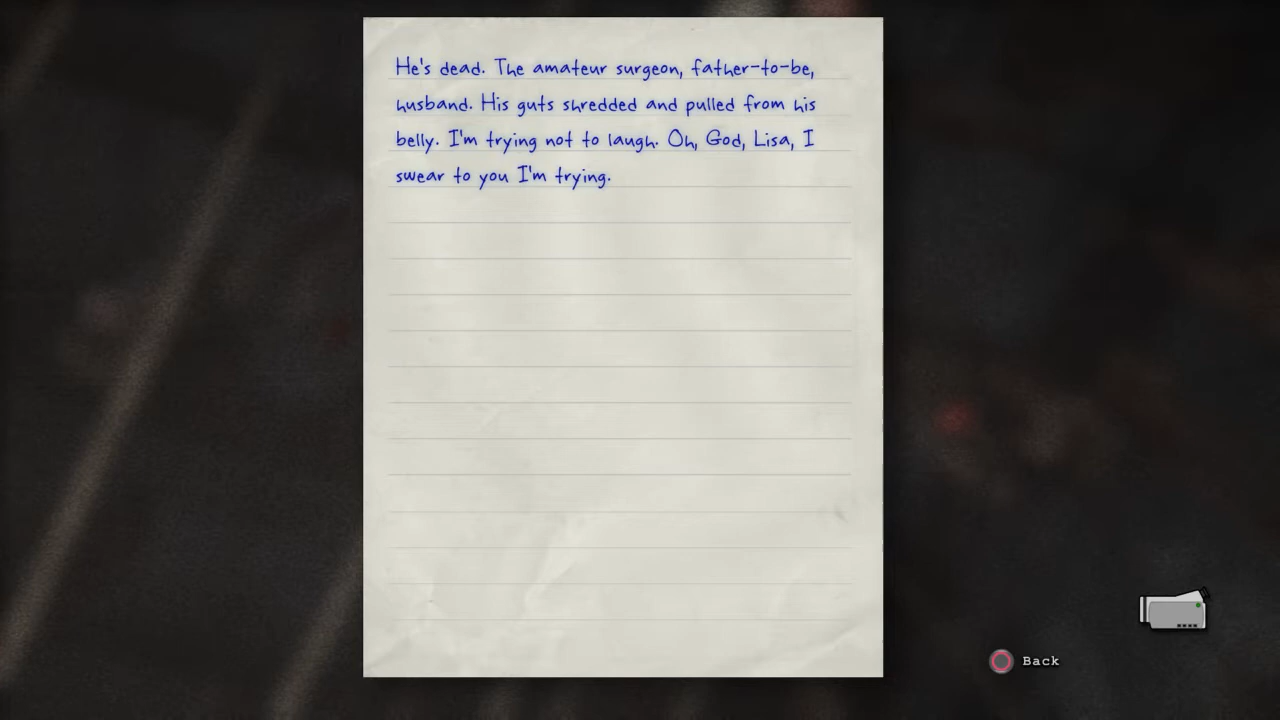 He's dead. The amateur surgeon, father-to-be,
husband. His guts shredded and pulled from his
belly. I'm trying not to laugh. Oh, God, Lisa, I
swear to you I'm trying.
Back